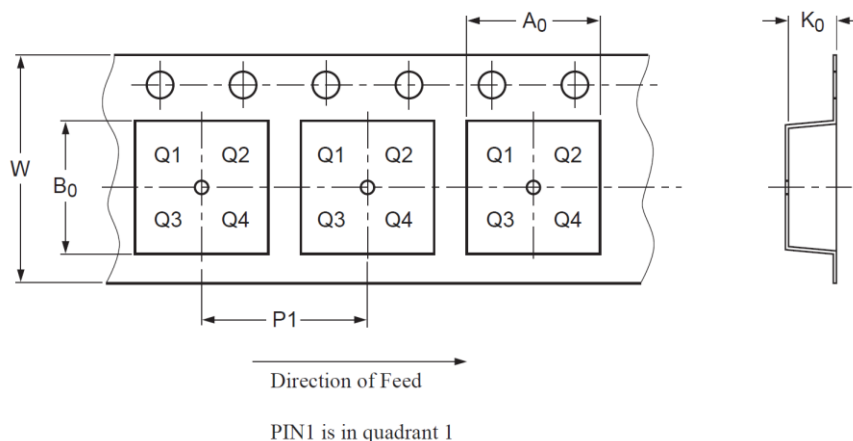 A0
K0
Q1 Q2 Q1 Q2 Q1 Q2
W
B0
Q3 Q4 Q3 Q4 Q3 Q4
P1
Direction of Feed
PIN1 is in quadrant 1